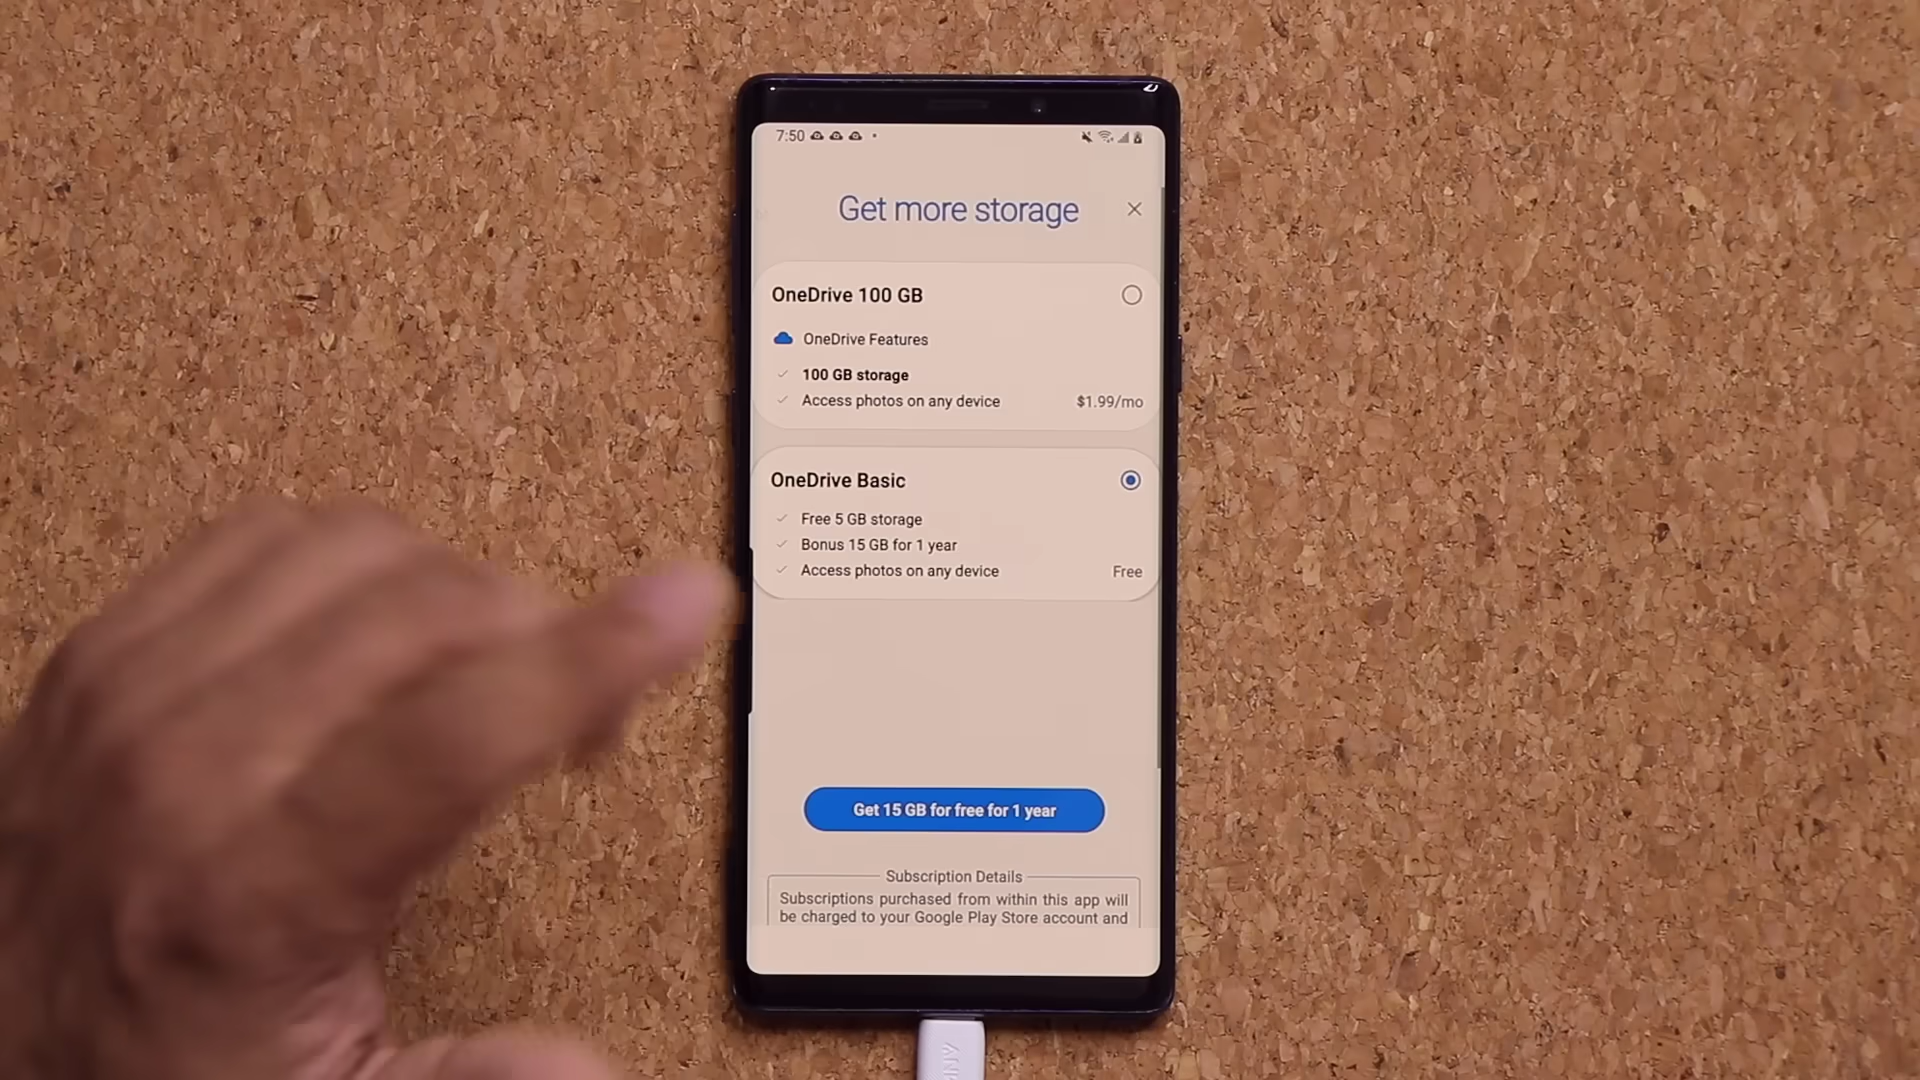 7:50
Get more storage
OneDrive 100 GB
OneDrive Features
100 GB storage
Access photos on any device
$1.99/mo
OneDrive Basic
Free 5 GB storage
Bonus 15 GB for 1 year
Access photos on any device
Free
Get 15 GB for free for 1 year
Subscription Details
Subscriptions purchased from within this app will
be charged to your Google Play Store account and